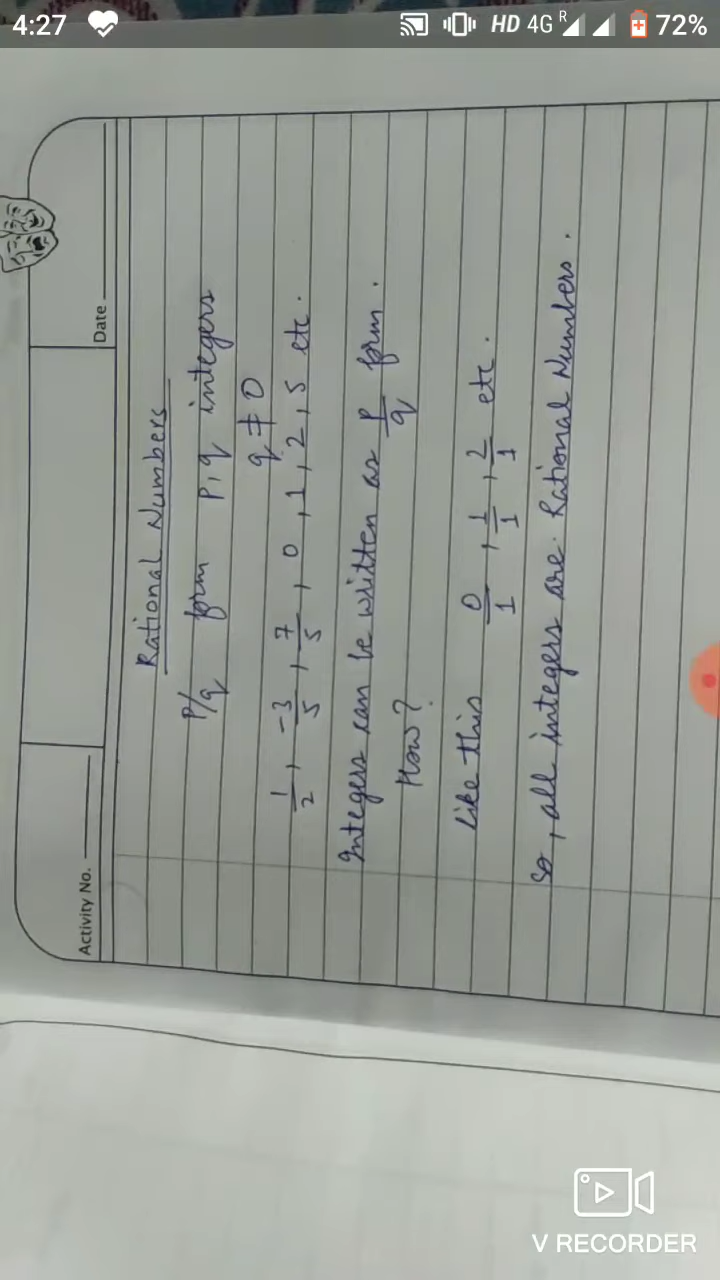 4:27
HD 4G R 72%
Activity No.
Date
Rational Numbers
P/q form P, q integers
q ≠ 0
1/2, -3/5, 7/5, 0, 1, 2, 5 etc.
Integers can be written as P/q form.
How?
Like this 0/1, 1/1, 2/1 etc.
So, all integers are Rational Numbers.
V RECORDER